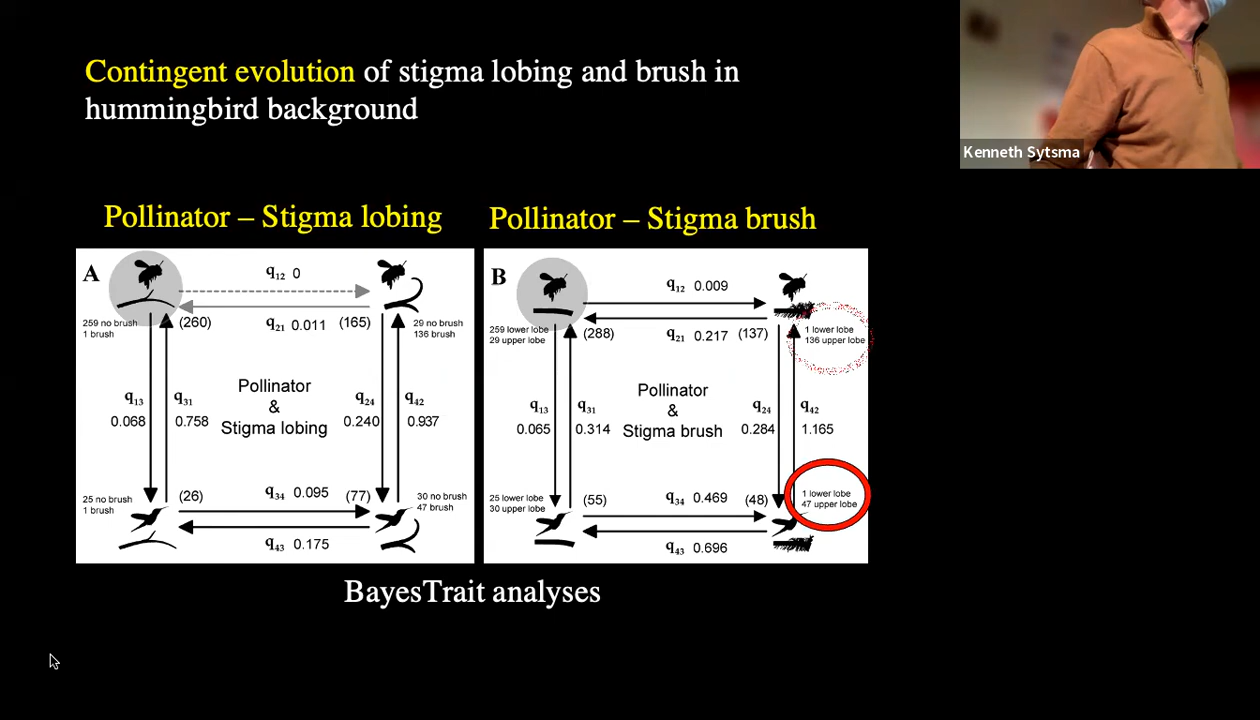 Contingent evolution of stigma lobing and brush in
hummingbird background
Kenneth Sytsma
Pollinator – Stigma lobing
Pollinator – Stigma brush
A
q12 0
259 no brush
1 brush
(260)
q21 0.011
(165)
29 no brush
136 brush
q13
0.068
q31
0.758
Pollinator
&
Stigma lobing
q24
0.240
q42
0.937
25 no brush
1 brush
(26)
q34 0.095
(77)
30 no brush
47 brush
q43 0.175
B
q12 0.009
259 lower lobe
29 upper lobe
(288)
q21 0.217
(137)
1 lower lobe
136 upper lobe
q13
0.065
q31
0.314
Pollinator
&
Stigma brush
q24
0.284
q42
1.165
25 lower lobe
30 upper lobe
(55)
q34 0.469
(48)
1 lower lobe
47 upper lobe
q43 0.696
BayesTrait analyses